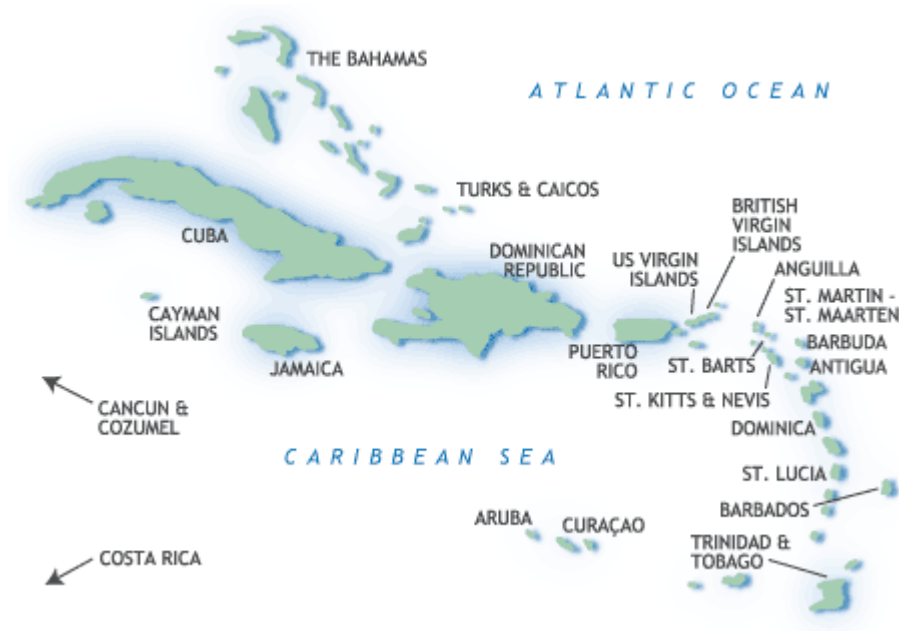 THE BAHAMAS
ATLANTIC OCEAN
TURKS & CAICOS
BRITISH
VIRGIN
ISLANDS
CUBA
DOMINICAN
REPUBLIC
US VIRGIN
ISLANDS
ANGUILLA
ST. MARTIN -
ST. MAARTEN
CAYMAN
ISLANDS
BARBUDA
JAMAICA
PUERTO
RICO
ST. BARTS
ANTIGUA
ST. KITTS & NEVIS
CANCUN &
COZUMEL
DOMINICA
CARIBBEAN SEA
ST. LUCIA
BARBADOS
ARUBA
CURAÇAO
TRINIDAD &
TOBAGO
COSTA RICA